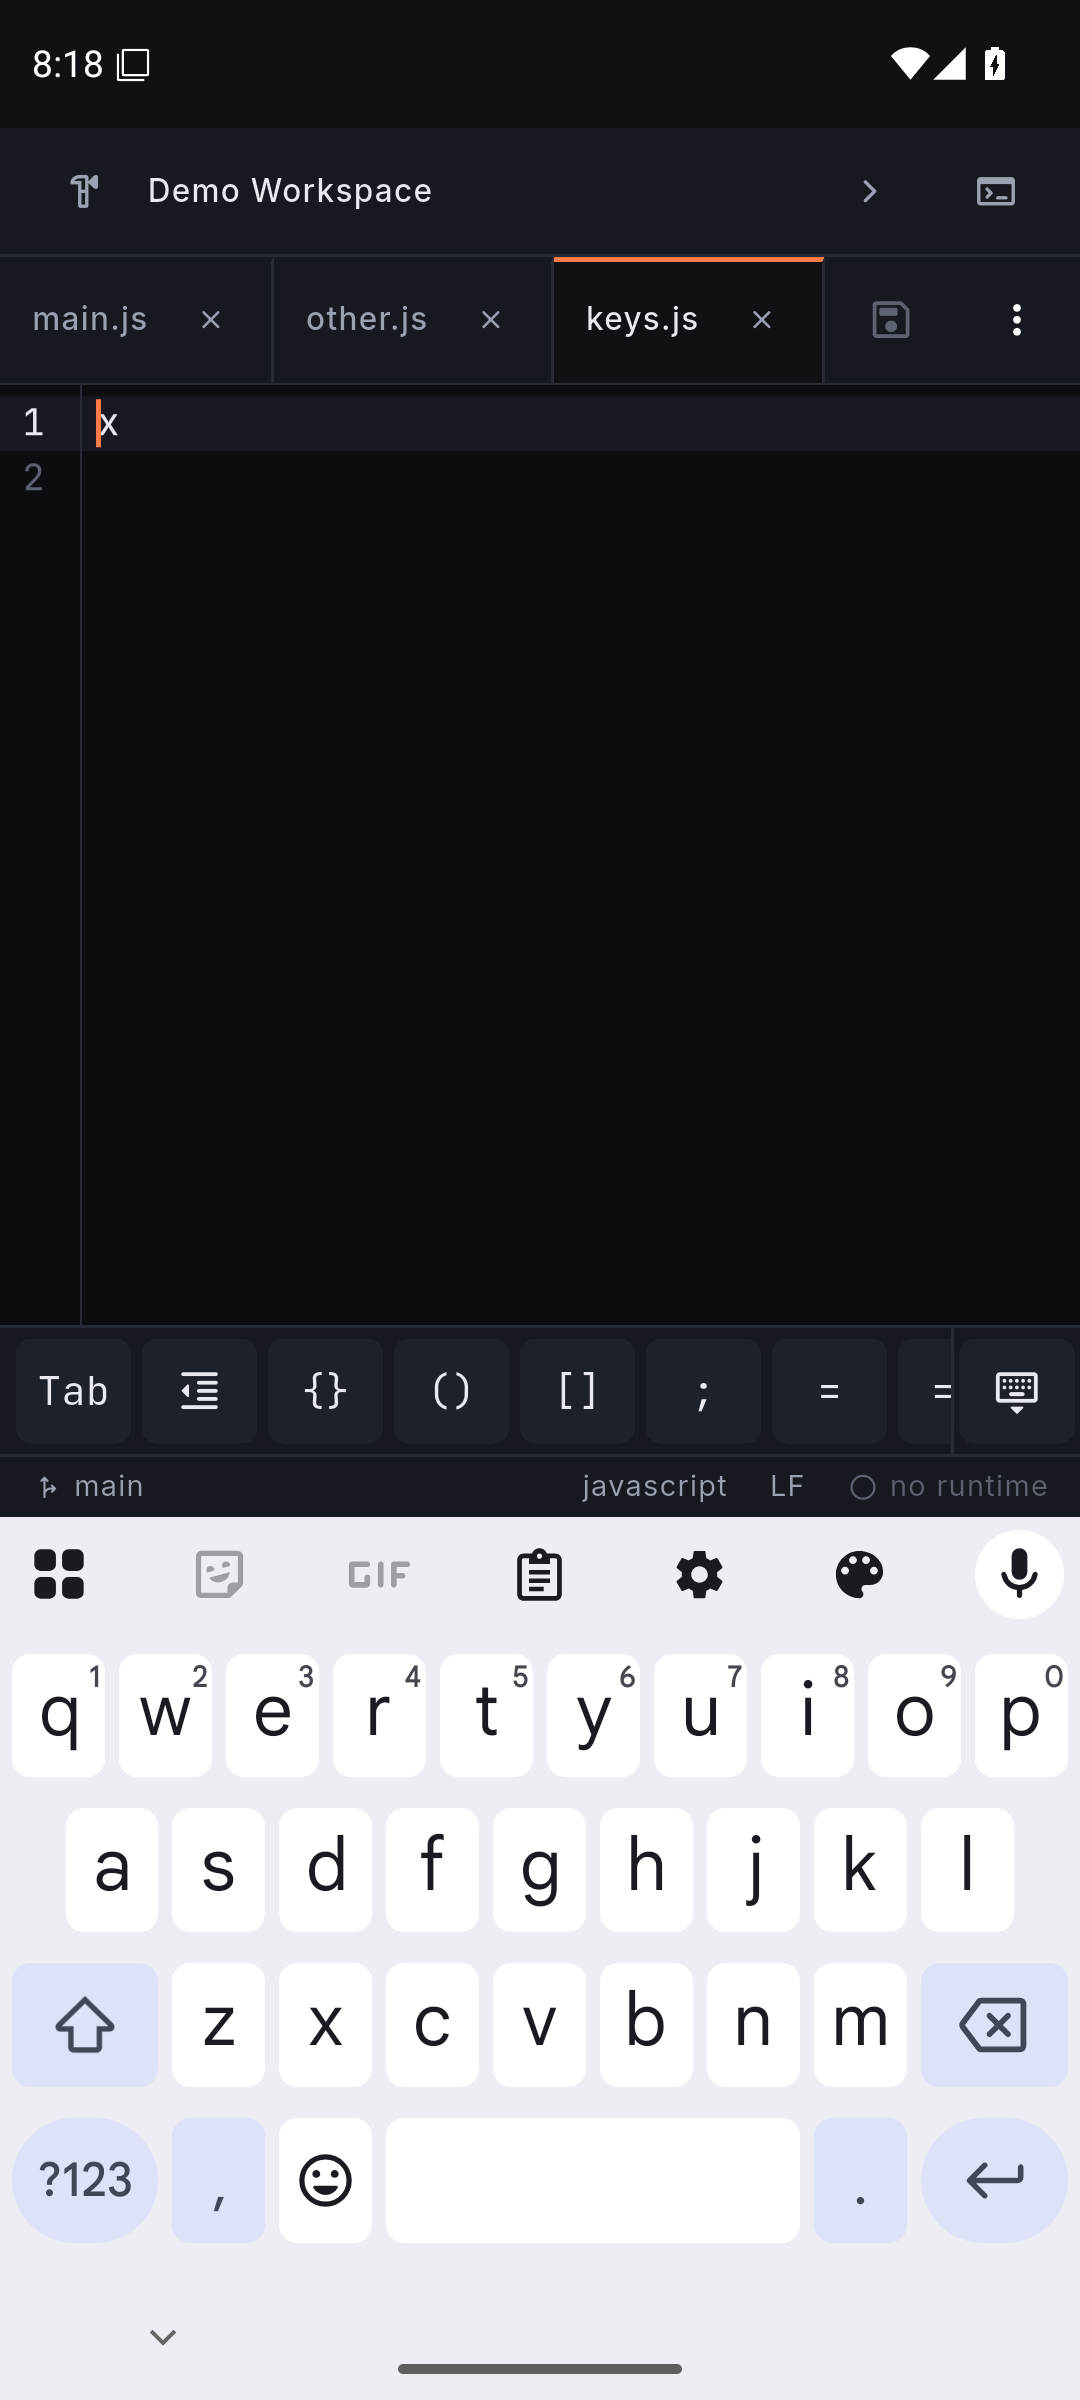 8:18
Demo Workspace
main.js
other.js
keys.js
1 x
2
Tab {} () [] ; = =
main javascript LF no runtime
GIF
q 1 w 2 e 3 r 4 t 5 y 6 u 7 i 8 o 9 p 0
a s d f g h j k l
z x c v b n m
?123 , .